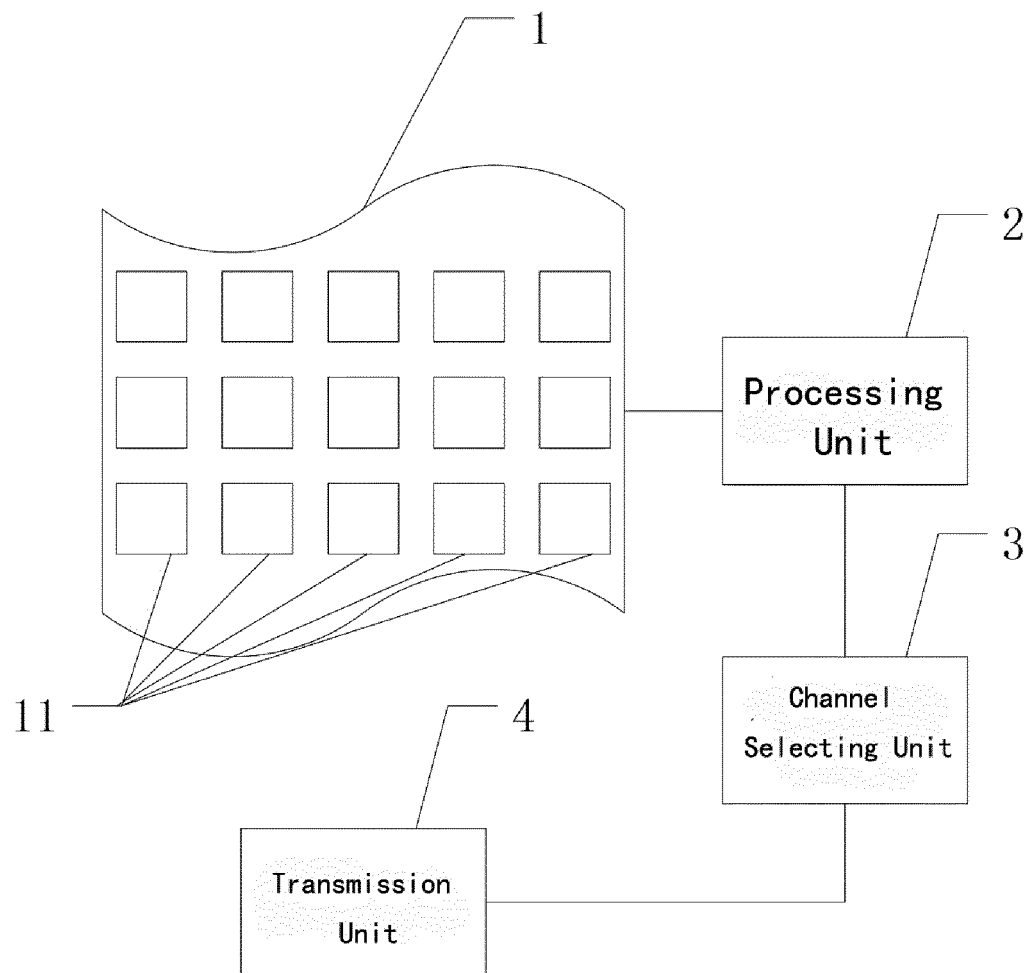 1
2
Processing
Unit
3
Channel
Selecting Unit
11
4
Transmission
Unit